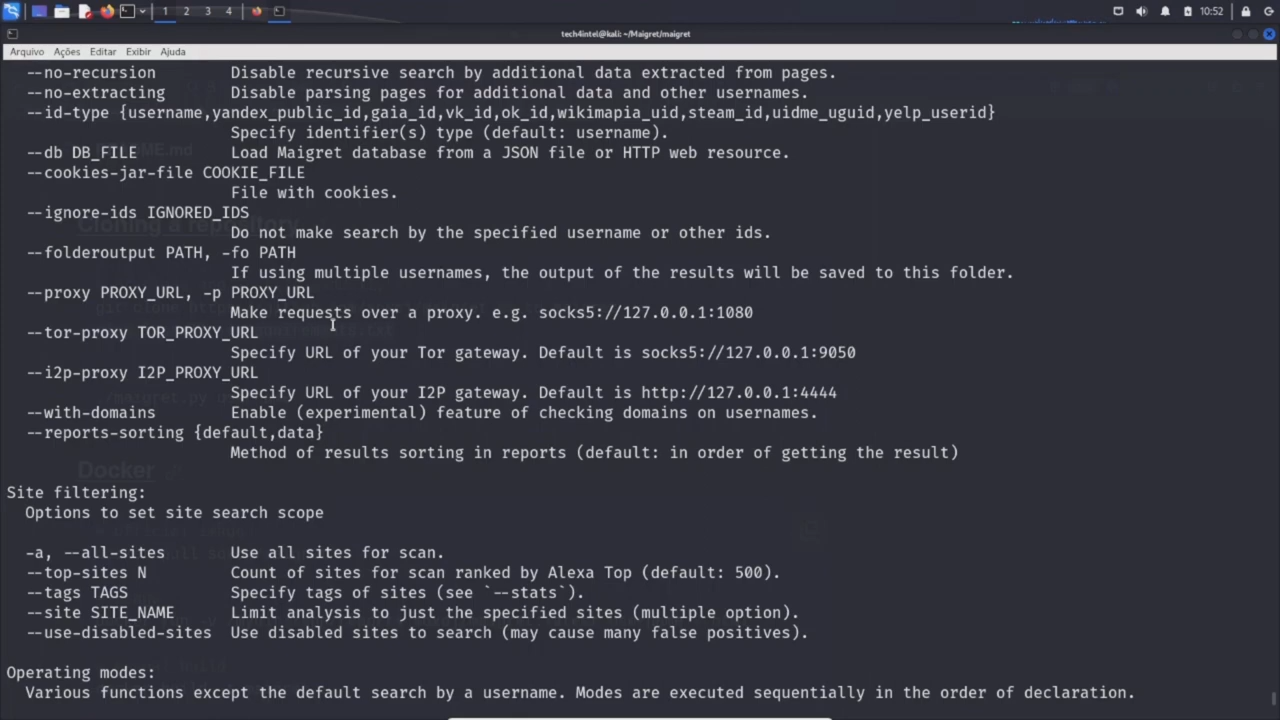 1 2 3 4
10:52
tech4intel@kali: ~/Maigret/maigret
Arquivo Ações Editar Exibir Ajuda
--no-recursion Disable recursive search by additional data extracted from pages.
--no-extracting Disable parsing pages for additional data and other usernames.
--id-type {username,yandex_public_id,gaia_id,vk_id,ok_id,wikimapia_uid,steam_id,uidme_uguid,yelp_userid}
Specify identifier(s) type (default: username).
--db DB_FILE Load Maigret database from a JSON file or HTTP web resource.
--cookies-jar-file COOKIE_FILE
File with cookies.
--ignore-ids IGNORED_IDS
Cloning a repository
Do not make search by the specified username or other ids.
--folderoutput PATH, -fo PATH
If using multiple usernames, the output of the results will be saved to this folder.
--proxy PROXY_URL, -p PROXY_URL
Make requests over a proxy. e.g. socks5://127.0.0.1:1080
--tor-proxy TOR_PROXY_URL
Specify URL of your Tor gateway. Default is socks5://127.0.0.1:9050
--i2p-proxy I2P_PROXY_URL
Specify URL of your I2P gateway. Default is http://127.0.0.1:4444
--with-domains Enable (experimental) feature of checking domains on usernames.
--reports-sorting {default,data}
Method of results sorting in reports (default: in order of getting the result)
Docker
Site filtering:
Options to set site search scope
-a, --all-sites Use all sites for scan.
--top-sites N Count of sites for scan ranked by Alexa Top (default: 500).
--tags TAGS Specify tags of sites (see `--stats`).
--site SITE_NAME Limit analysis to just the specified sites (multiple option).
--use-disabled-sites Use disabled sites to search (may cause many false positives).
Operating modes:
Various functions except the default search by a username. Modes are executed sequentially in the order of declaration.